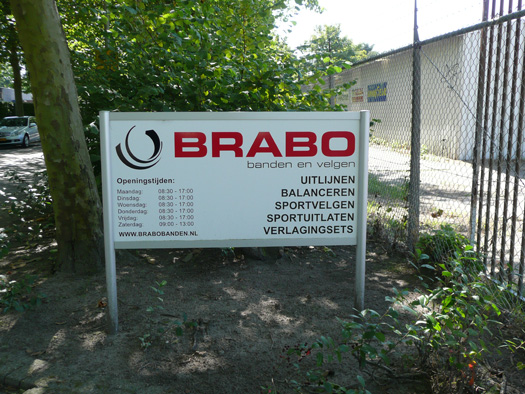 BRABO
banden en velgen
Openingstijden:
Maandag: 08:30 - 17:00
Dinsdag: 08:30 - 17:00
Woensdag: 08:30 - 17:00
Donderdag: 08:30 - 17:00
Vrijdag: 08:30 - 17:00
Zaterdag: 09:00 - 13:00
WWW.BRABOBANDEN.NL
UITLIJNEN
BALANCEREN
SPORTVELGEN
SPORTUITLATEN
VERLAGINGSETS